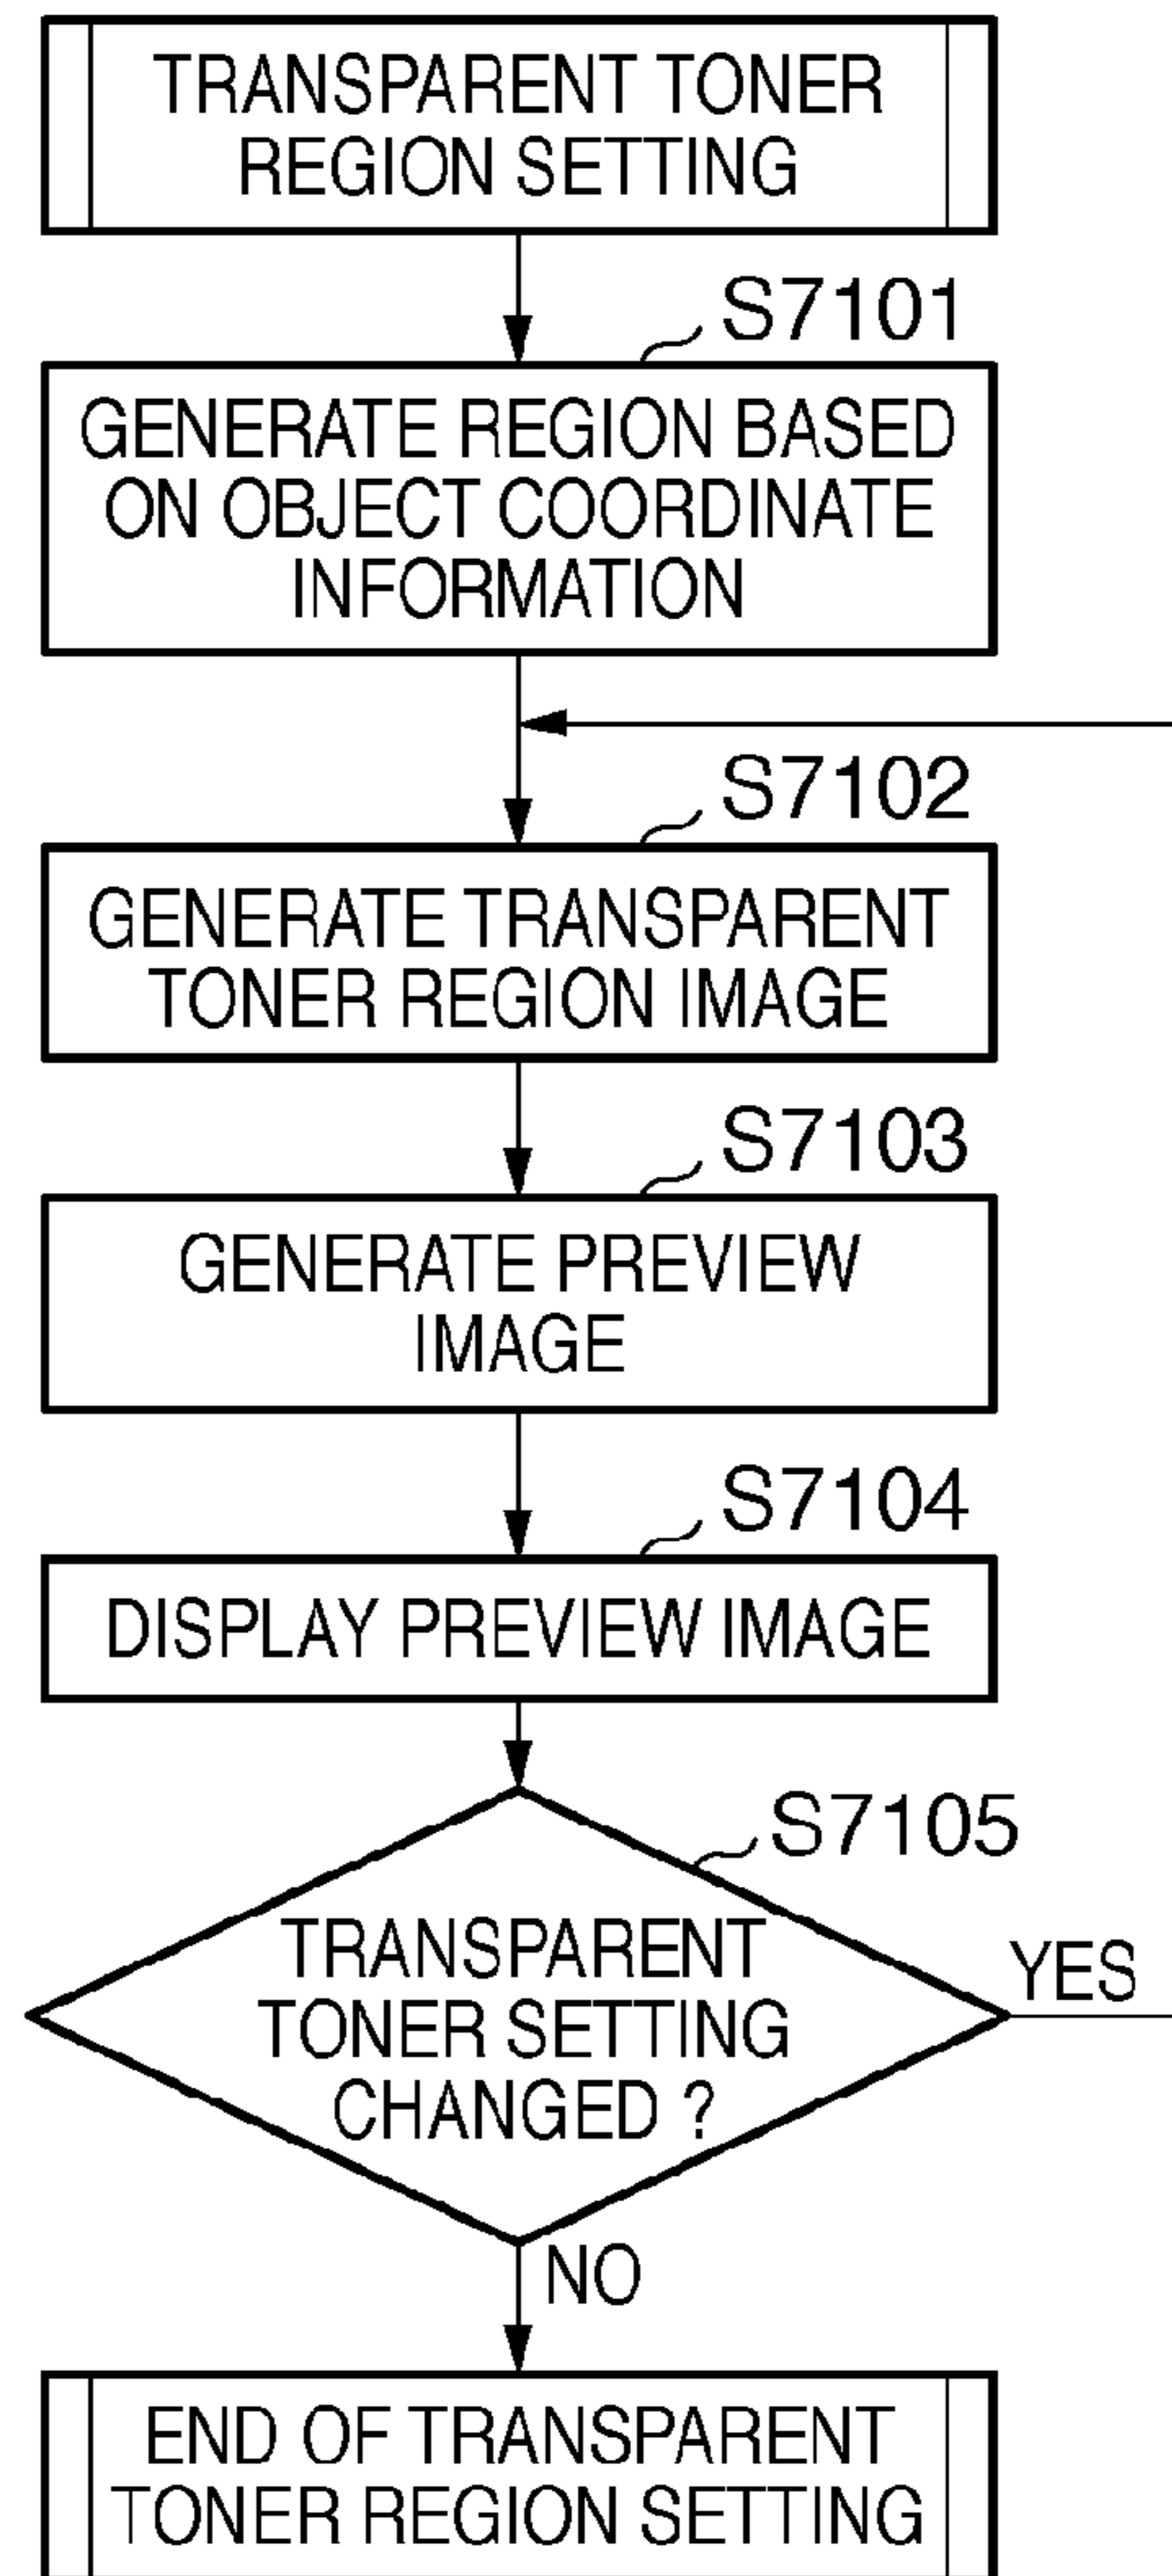 TRANSPARENT TONER
REGION SETTING
S7101
GENERATE REGION BASED
ON OBJECT COORDINATE
INFORMATION
S7102
GENERATE TRANSPARENT
TONER REGION IMAGE
S7103
GENERATE PREVIEW
IMAGE
S7104
DISPLAY PREVIEW IMAGE
S7105
TRANSPARENT
TONER SETTING
CHANGED ?
YES
NO
END OF TRANSPARENT
TONER REGION SETTING